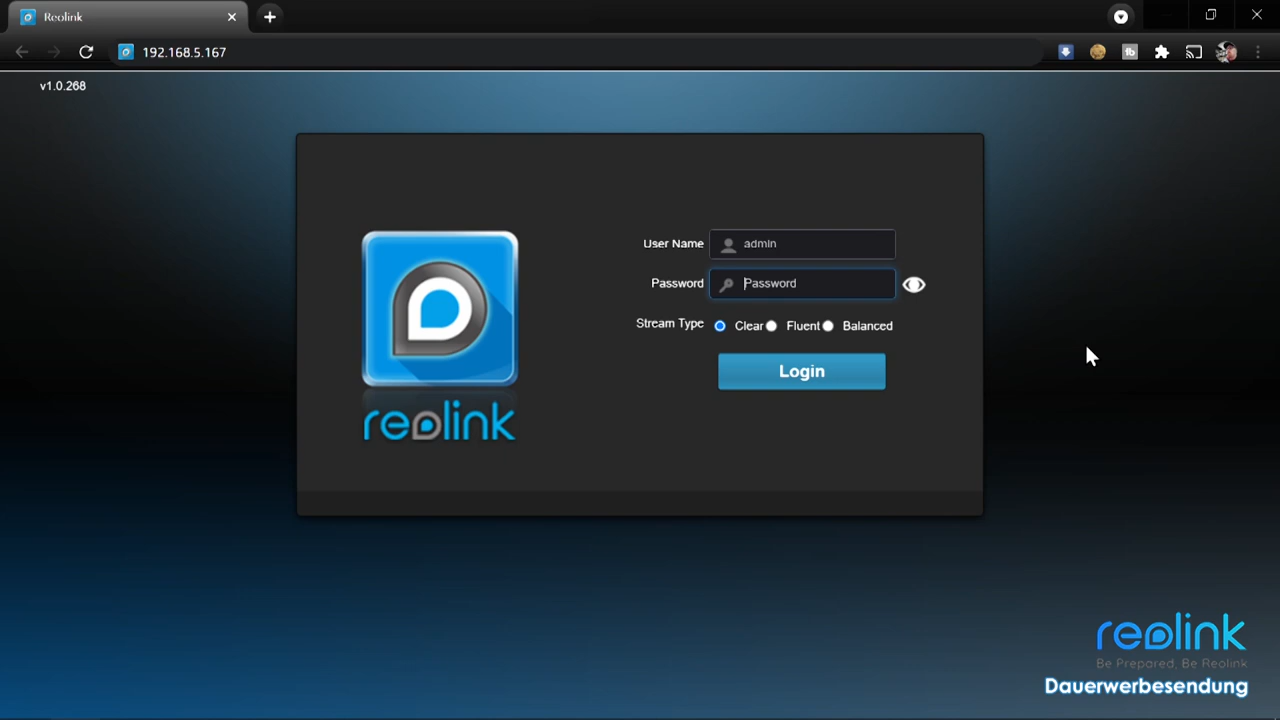 Reolink
192.168.5.167
v1.0.268
User Name admin
Password Password
Stream Type Clear Fluent Balanced
Login
reolink
reolink
Be Prepared, Be Reolink
Dauerwerbesendung